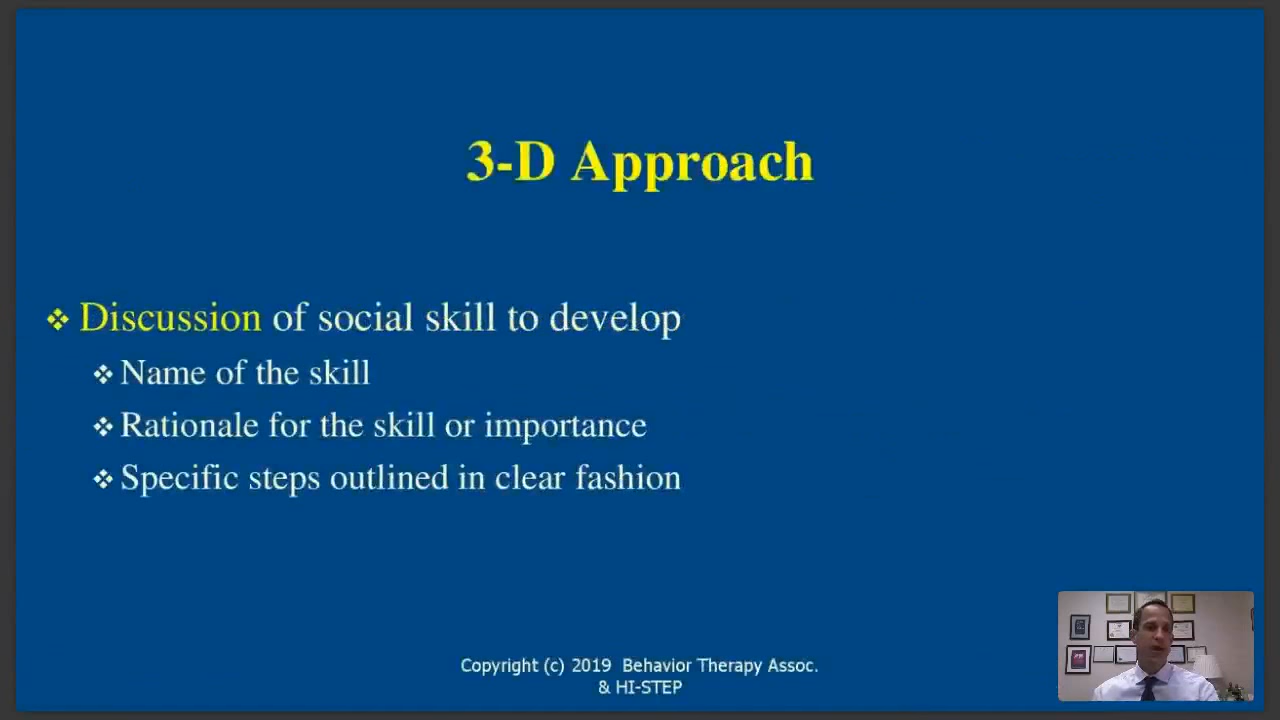 3-D Approach
Discussion of social skill to develop
Name of the skill
Rationale for the skill or importance
Specific steps outlined in clear fashion
Copyright (c) 2019 Behavior Therapy Assoc.
& HI-STEP